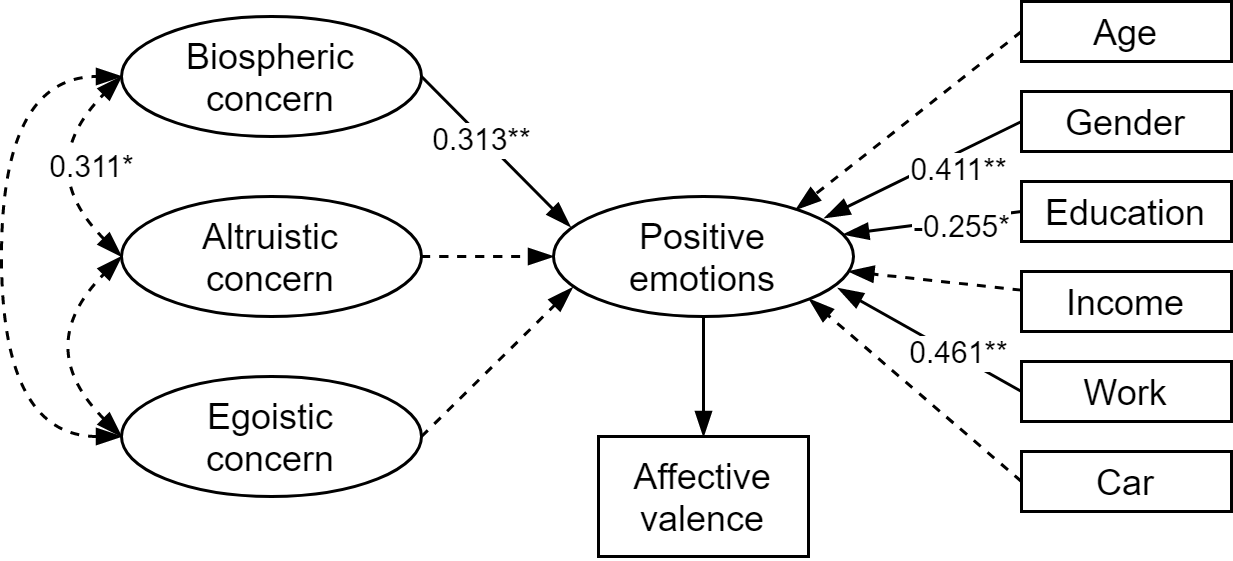 Biospheric
concern
0.313**
0.311*
Altruistic
concern
Egoistic
concern
Positive
emotions
Affective
valence
Age
Gender
0.411**
Education
-0.255*
Income
0.461**
Work
Car